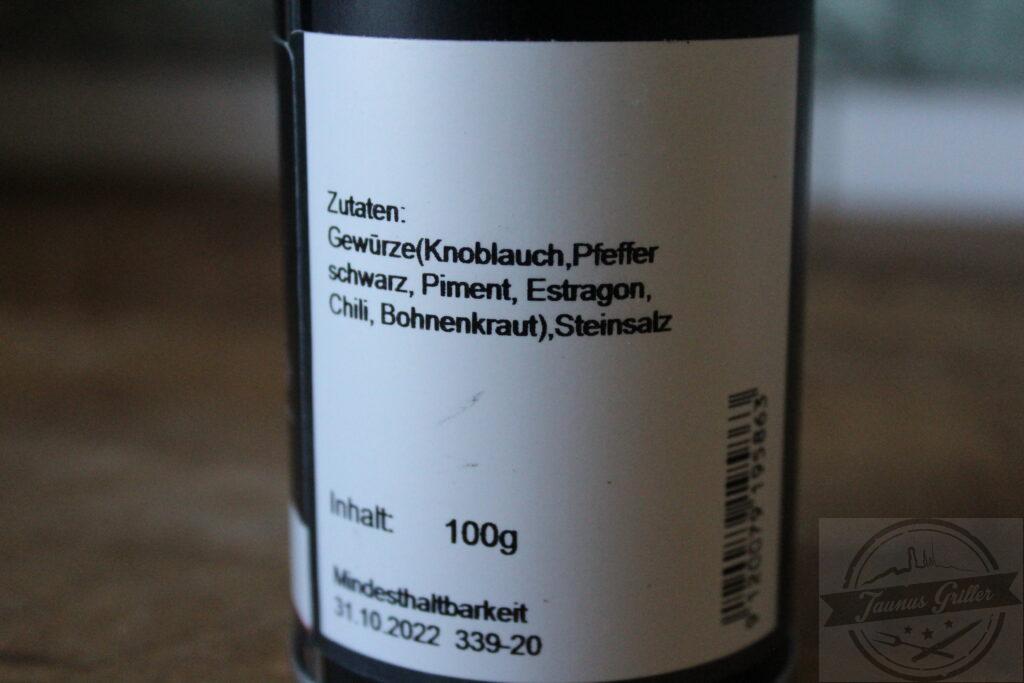 Zutaten:
Gewürze(Knoblauch,Pfeffer
schwarz, Piment, Estragon,
Chili, Bohnenkraut),Steinsalz
Inhalt: 100g
Mindesthaltbarkeit
31.10.2022 339-20
9120079195863
Taunus Griller